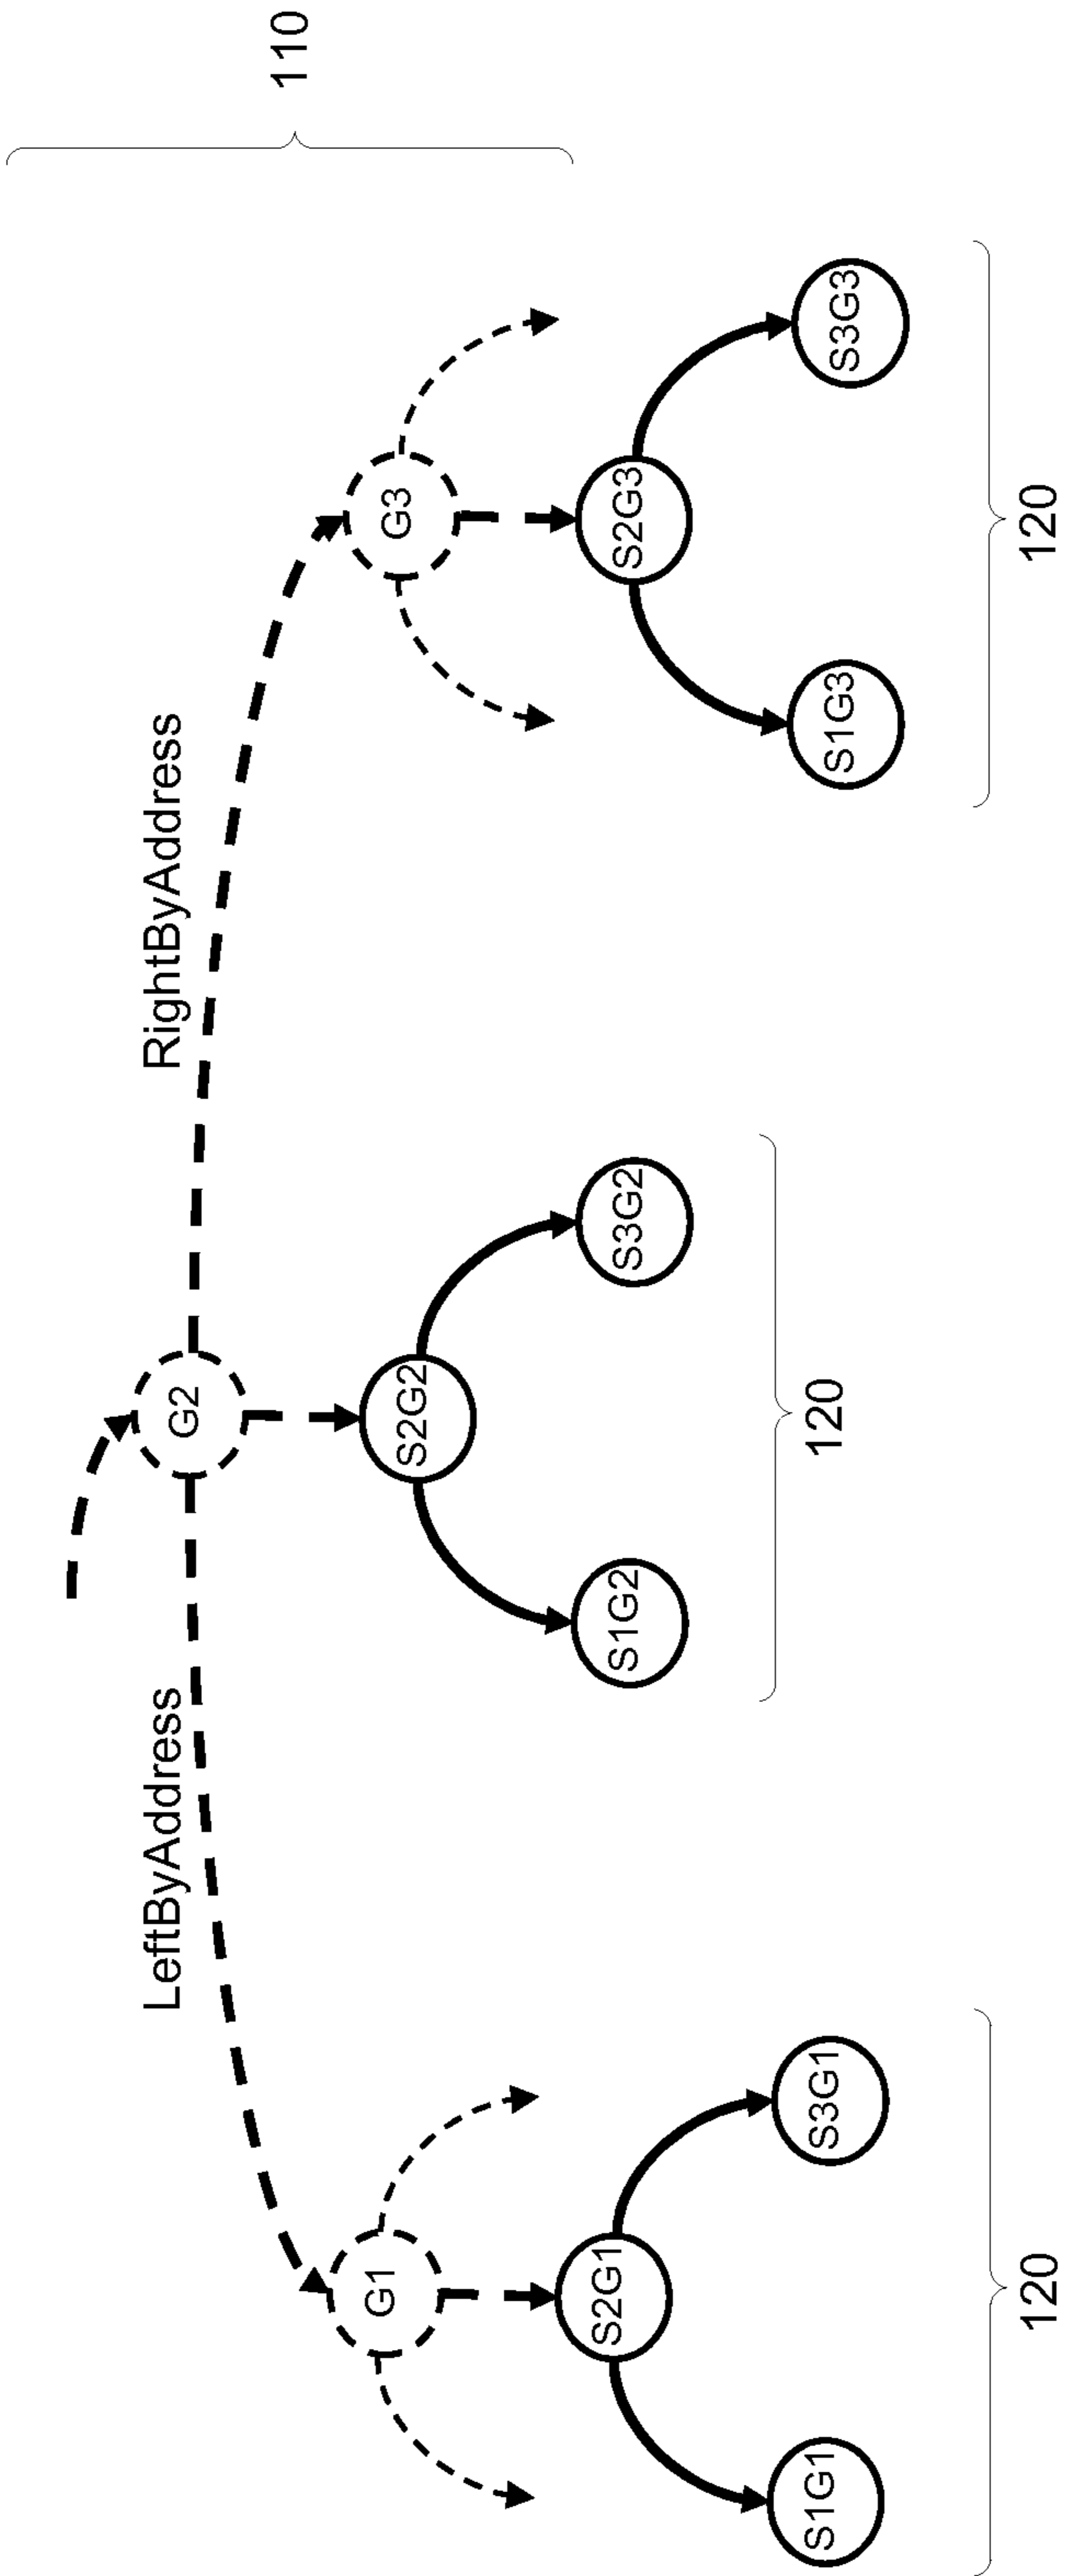 110
LeftByAddress
RightByAddress
G2
G1
G3
S2G2
S2G1
S2G3
S1G2
S3G2
S1G1
S3G1
S1G3
S3G3
120
120
120